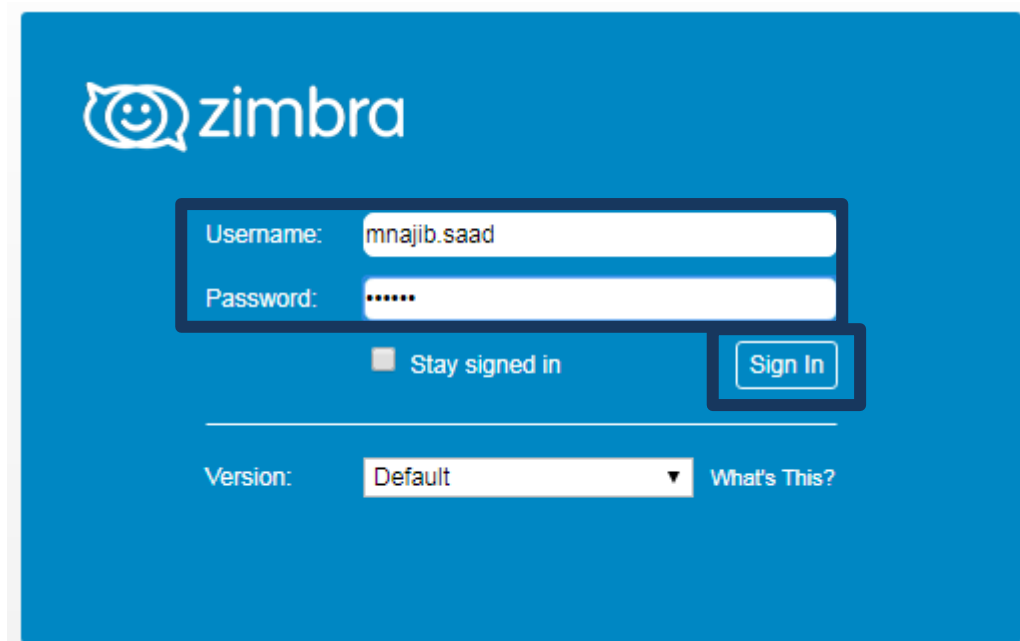 zimbra
Username: mnajib.saad
Password: ••••••
Stay signed in Sign In
Version: Default What's This?